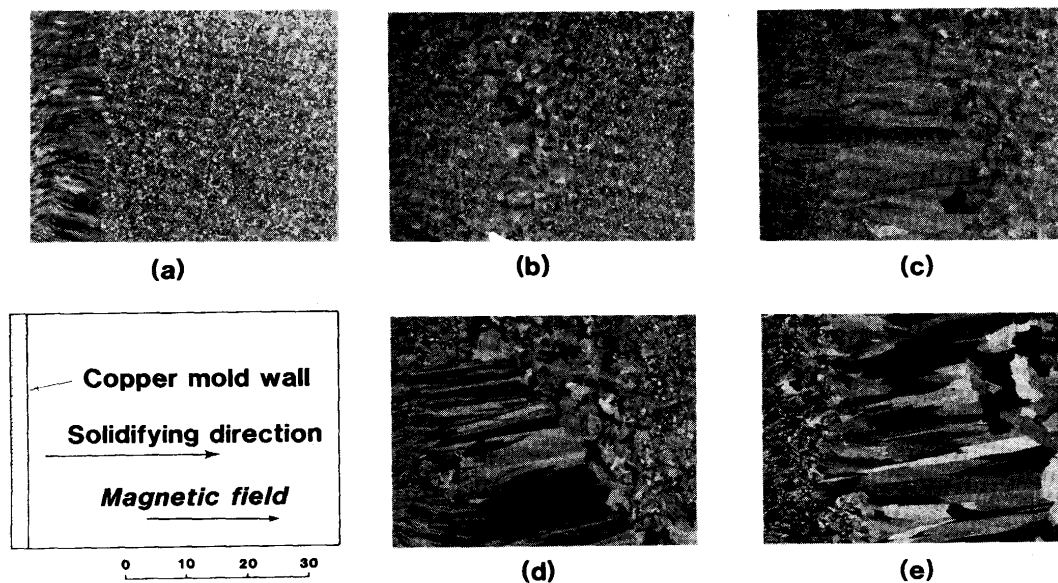 (a)
(b)
(c)
Copper mold wall
Solidifying direction
Magnetic field
0 10 20 30
(d)
(e)